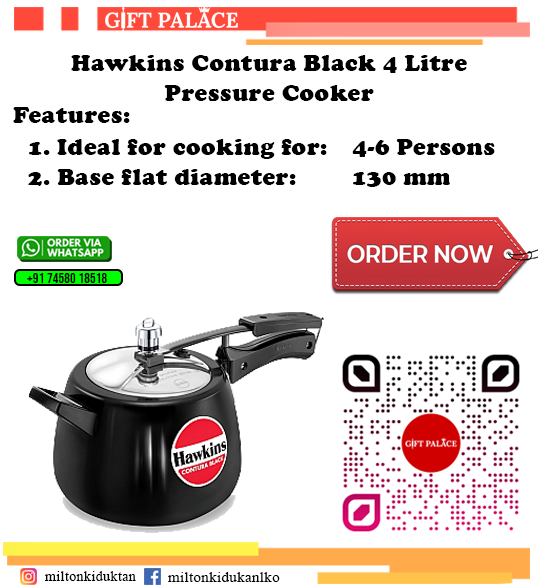 GIFT PALACE
Hawkins Contura Black 4 Litre
Pressure Cooker
Features:
1. Ideal for cooking for: 4-6 Persons
2. Base flat diameter: 130 mm
ORDER VIA
WHATSAPP
+91 74580 18518
ORDER NOW
Hawkins
CONTURA BLACK
GIFT PALACE
miltonkiduktan miltonkidukanlko